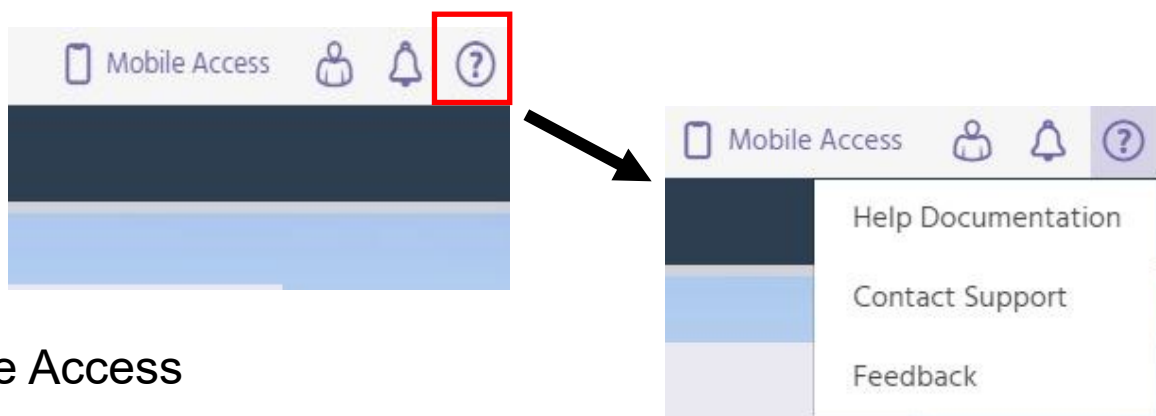 Mobile Access
Mobile Access
Help Documentation
Contact Support
Feedback
e Access